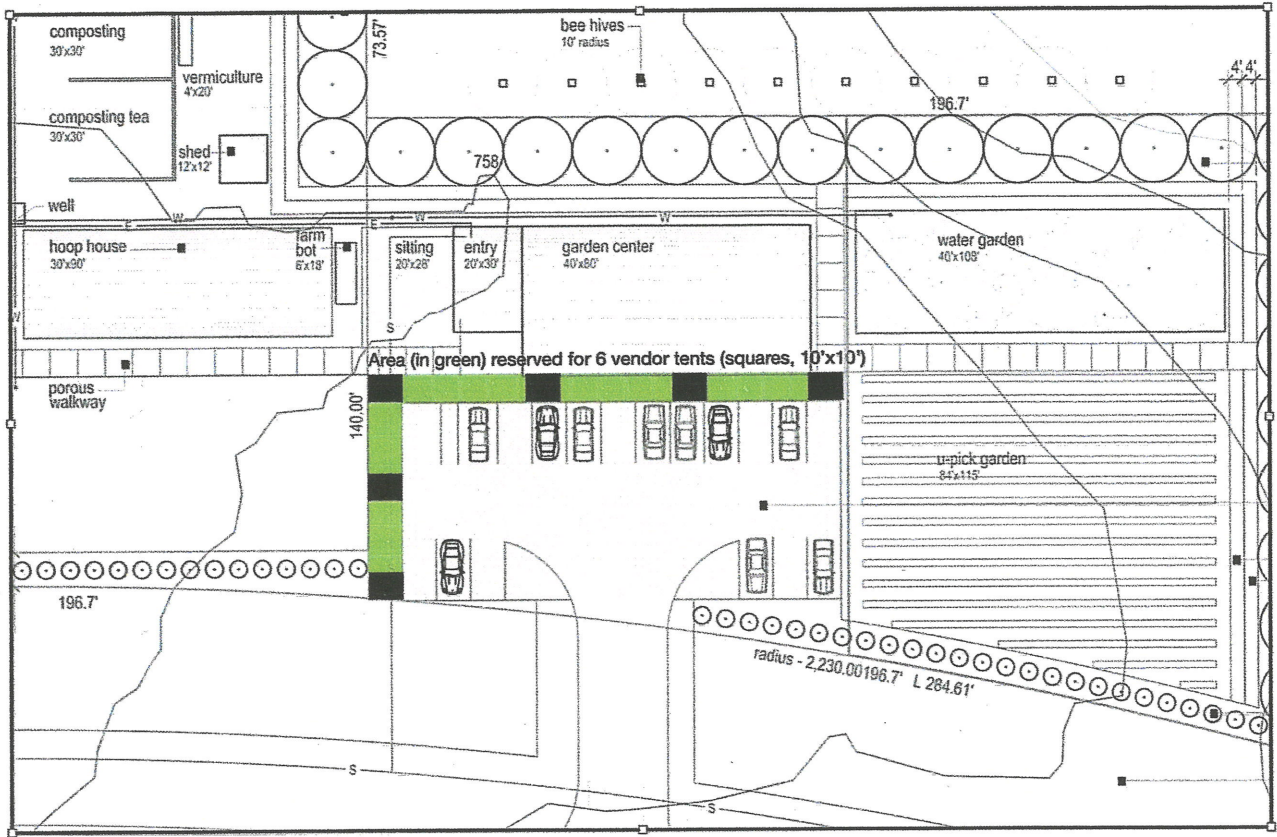 composting
30'x30'
vermiculture
4'x20'
composting tea
30'x30'
shed
12'x12'
well
73.57'
bee hives
10' radius
4' 4'
196.7'
758
W
E
W
E
W
W
hoop house
30'x90'
farm
bot
6'x18'
sitting
20'x28'
entry
20'x30'
garden center
40'x80'
water garden
40'x108'
S
Area (in green) reserved for 6 vendor tents (squares, 10'x10')
porous
walkway
140.00'
u-pick garden
84'x115'
196.7'
radius - 2,230.00196.7' L 284.61'
S
S